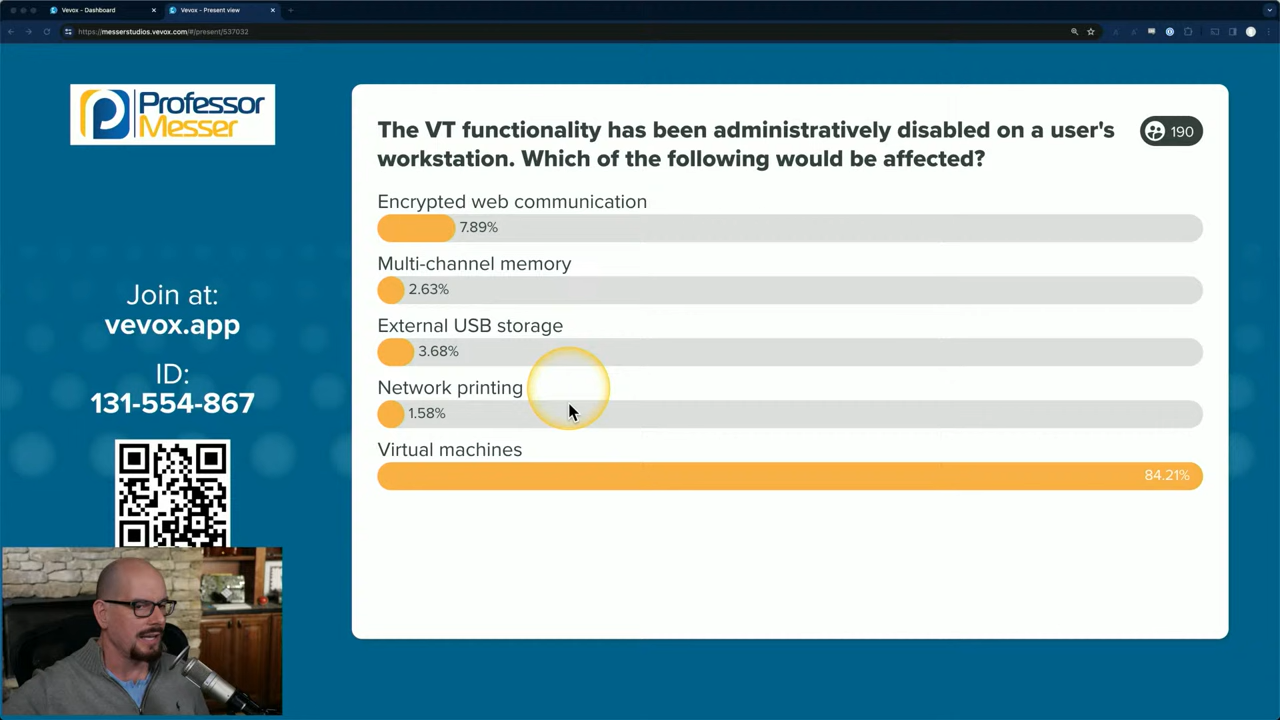 Vevox - Dashboard
Vevox - Present view
https://messerstudios.vevox.com/#/present/537032
Professor
Messer
The VT functionality has been administratively disabled on a user's
workstation. Which of the following would be affected?
190
Encrypted web communication
7.89%
Multi-channel memory
2.63%
External USB storage
3.68%
Network printing
1.58%
Virtual machines
84.21%
Join at:
vevox.app
ID:
131-554-867